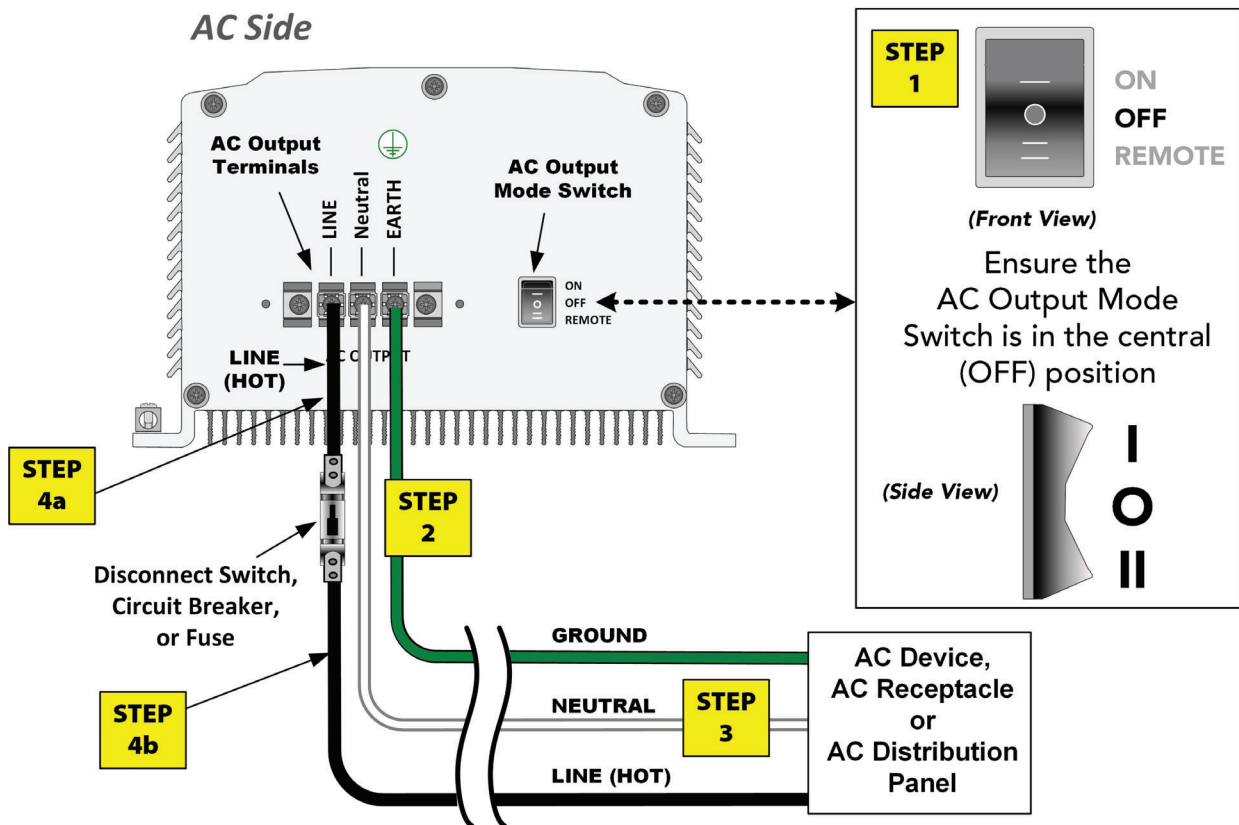 AC Side
STEP
1
ON
OFF
REMOTE
(Front View)
Ensure the
AC Output Mode
Switch is in the central
(OFF) position
(Side View)
I
O
II
AC Output
Terminals
LINE
Neutral
EARTH
AC Output
Mode Switch
ON
OFF
REMOTE
AC OUTPUT
LINE
(HOT)
STEP
4a
STEP
2
Disconnect Switch,
Circuit Breaker,
or Fuse
STEP
4b
GROUND
NEUTRAL
STEP
3
LINE (HOT)
AC Device,
AC Receptacle
or
AC Distribution
Panel